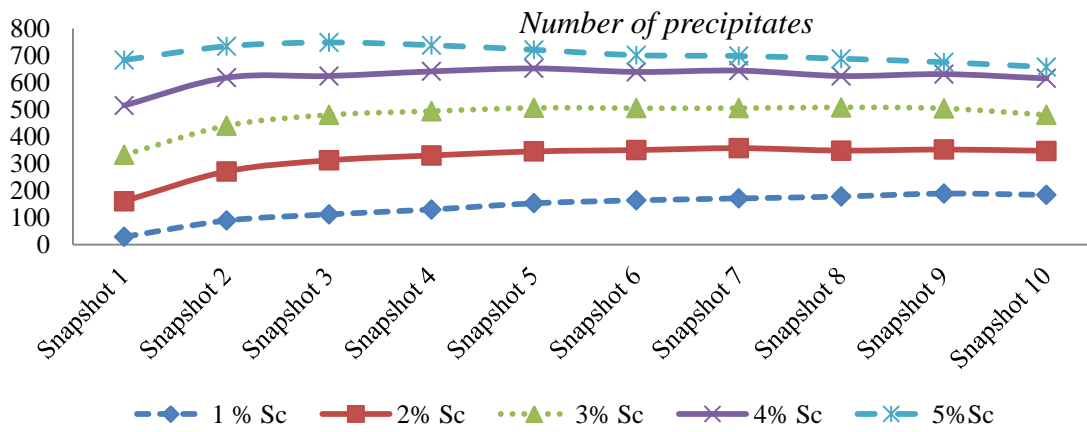 Number of precipitates
800
700
600
500
400
300
200
100
0
Snapshot 1
Snapshot 2
Snapshot 3
Snapshot 4
Snapshot 5
Snapshot 6
Snapshot 7
Snapshot 8
Snapshot 9
Snapshot 10
1 % Sc 2% Sc 3% Sc 4% Sc 5%Sc